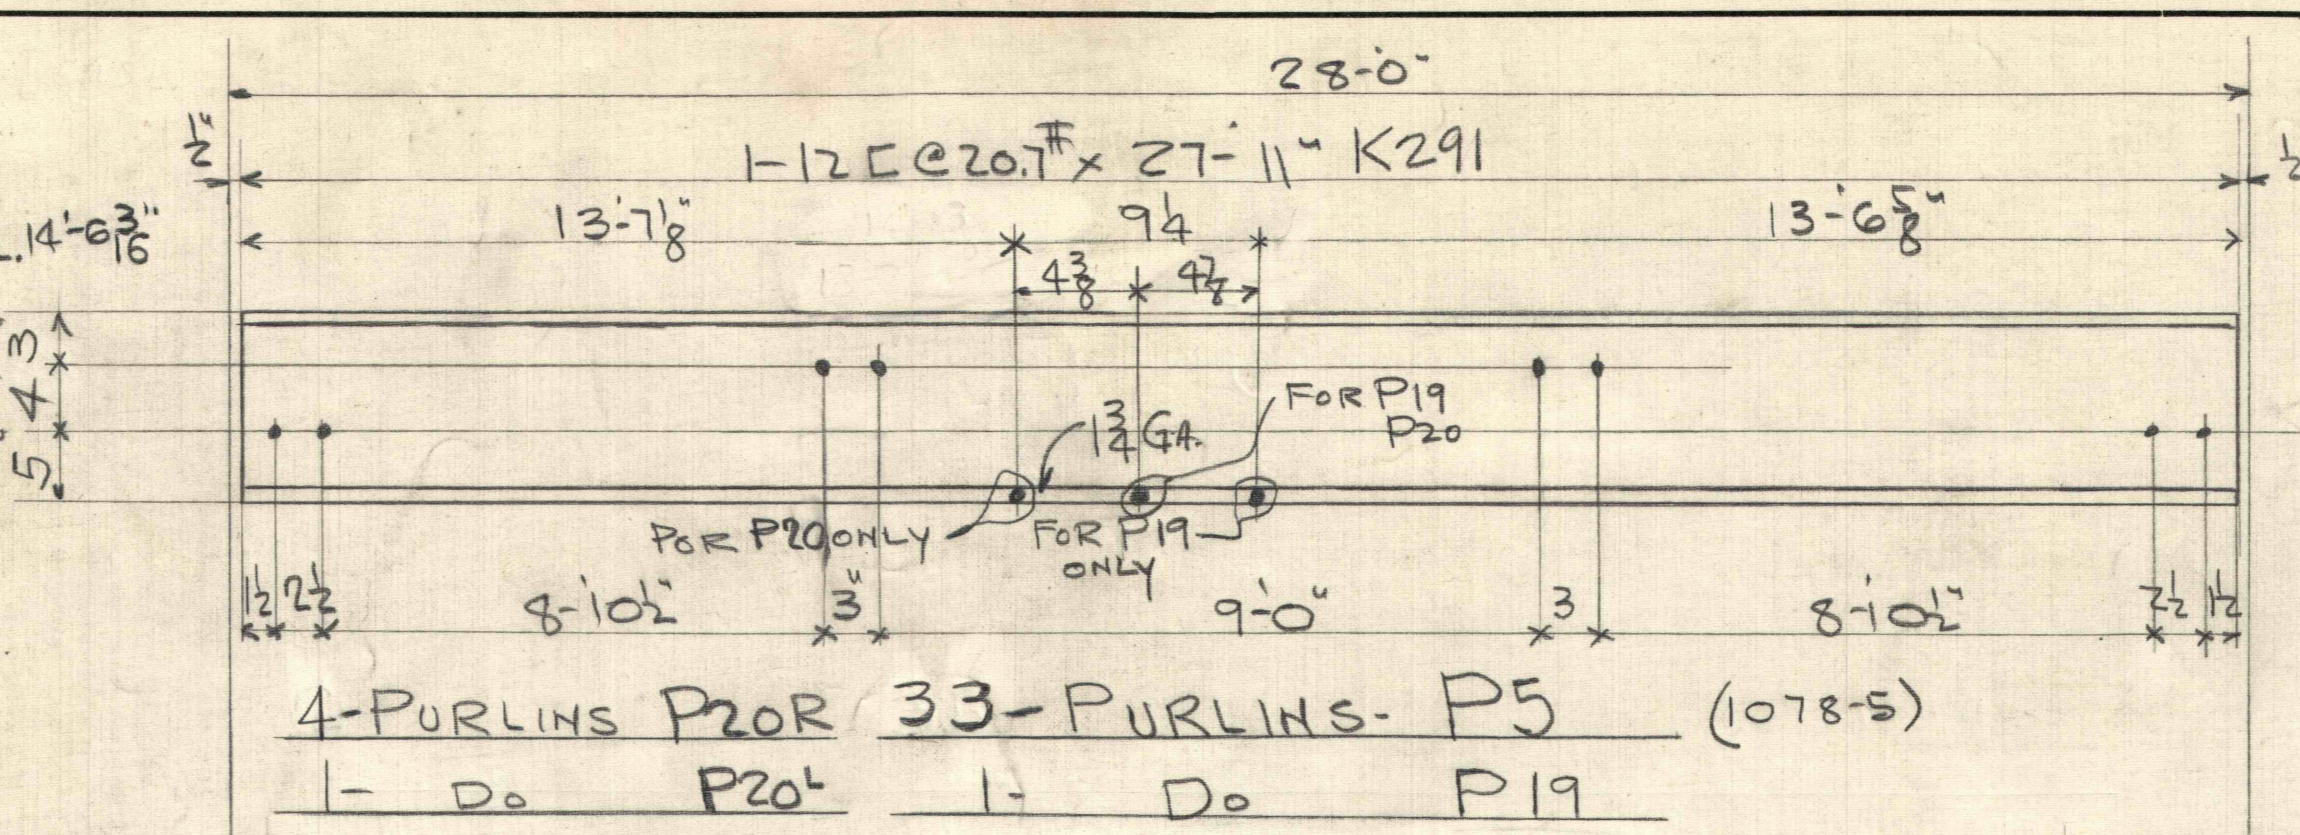 28'-0"
1/2"
1-12 [ @ 20.7# x 27'-11" K291
1/2
L.14'-6 3/16"
13'-7 1/8"
9 1/4
13'-6 5/8"
4 3/8
4 7/8
3
4
5
1 3/4 GA.
FOR P19
P20
POR P20 ONLY
FOR P19
ONLY
1 1/2
2 1/2
8'-10 1/2"
3"
9'-0"
3
8'-10 1/2"
2 1/2
1 1/2
4-PURLINS P20R
33-PURLINS- P5
(1078-5)
1- DO P20L
1- DO P19